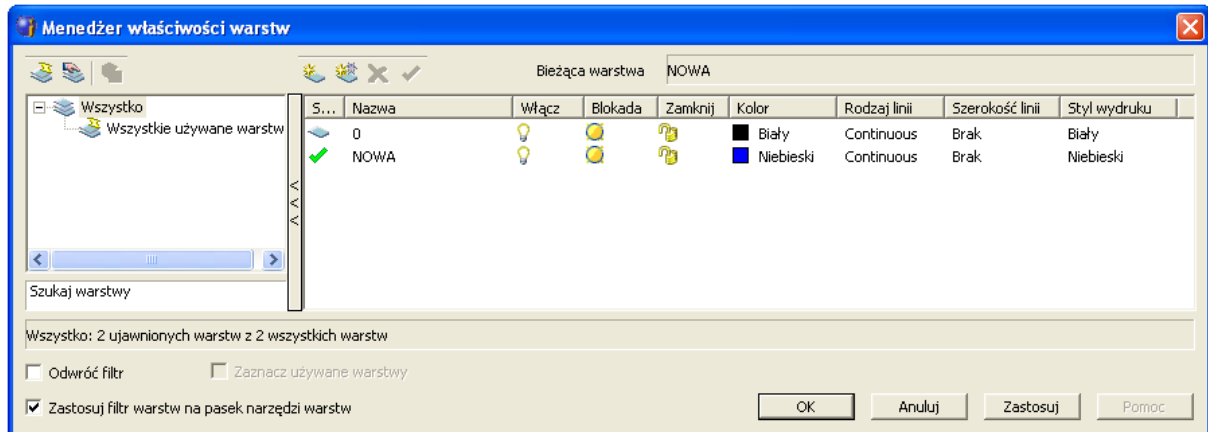 Menedżer właściwości warstw
Bieżąca warstwa NOWA
Wszystko
Wszystkie używane warstw
S... Nazwa Włącz Blokada Zamknij Kolor Rodzaj linii Szerokość linii Styl wydruku
0 Biały Continuous Brak Biały
NOWA Niebieski Continuous Brak Niebieski
<
<
<
Szukaj warstwy
Wszystko: 2 ujawnionych warstw z 2 wszystkich warstw
Odwróć filtr Zaznacz używane warstwy
Zastosuj filtr warstw na pasek narzędzi warstw
OK Anuluj Zastosuj Pomoc